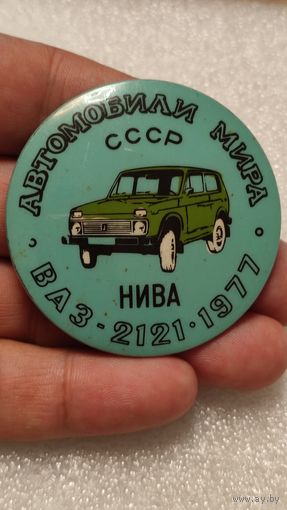 АВТОМОБИЛИ МИРА
СССР
НИВА
• ВАЗ-2121•1977 •
www.ay.by